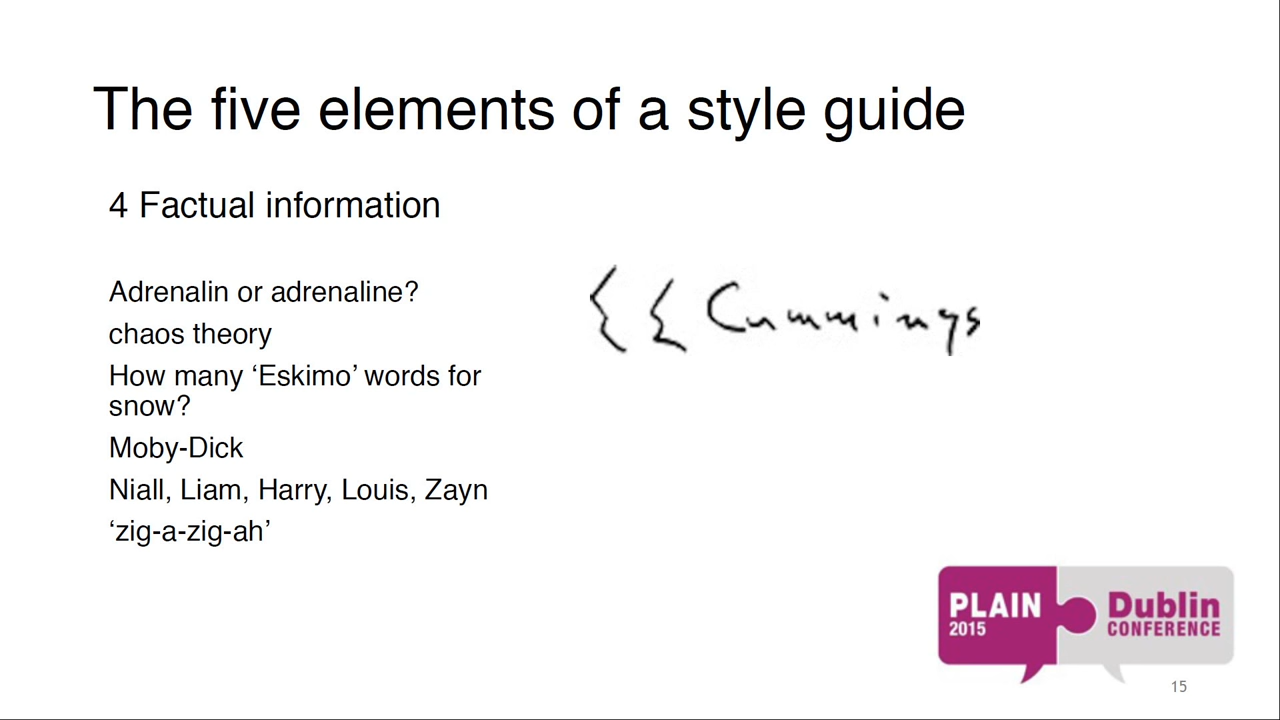 The five elements of a style guide
4 Factual information
Adrenalin or adrenaline?
chaos theory
How many ‘Eskimo’ words for
snow?
Moby-Dick
Niall, Liam, Harry, Louis, Zayn
‘zig-a-zig-ah’
E E Cummings
PLAIN
2015
Dublin
CONFERENCE
15